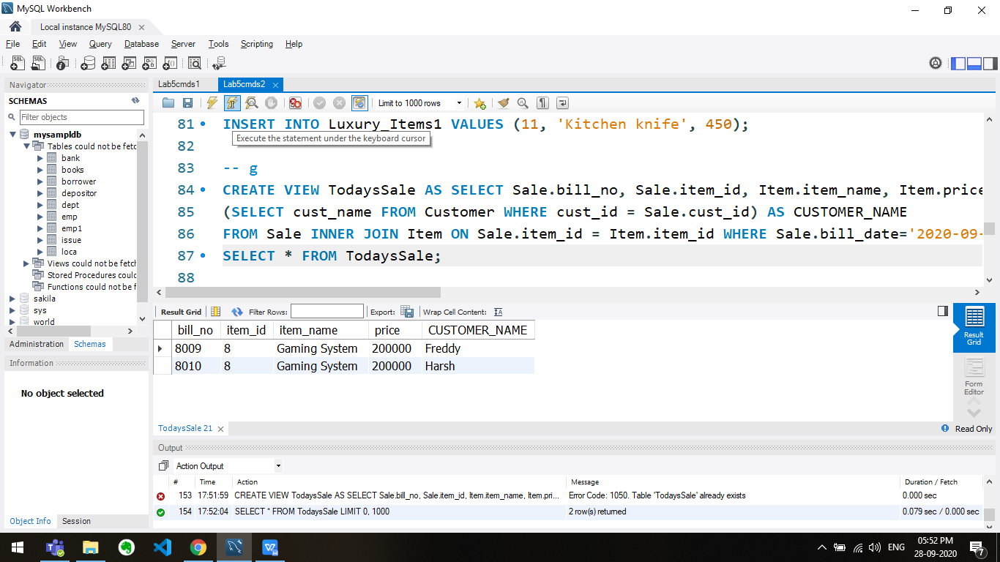 MySQL Workbench
Local instance MySQL80
File Edit View Query Database Server Tools Scripting Help
Navigator
SCHEMAS
Filter objects
mysampldb
Tables could not be fetc
bank
books
borrower
depositor
dept
emp
emp1
issue
loca
Views could not be fetch
Stored Procedures could
Functions could not be f
sakila
sys
world
Administration Schemas
Information
No object selected
Object Info Session
Lab5cmds1 Lab5cmds2
Limit to 1000 rows
81 INSERT INTO Luxury_Items1 VALUES (11, 'Kitchen knife', 450);
Execute the statement under the keyboard cursor
82
83 -- g
84 CREATE VIEW TodaysSale AS SELECT Sale.bill_no, Sale.item_id, Item.item_name, Item.price
85 (SELECT cust_name FROM Customer WHERE cust_id = Sale.cust_id) AS CUSTOMER_NAME
86 FROM Sale INNER JOIN Item ON Sale.item_id = Item.item_id WHERE Sale.bill_date='2020-09-
87 SELECT * FROM TodaysSale;
88
Result Grid Filter Rows: Export: Wrap Cell Content:
bill_no item_id item_name price CUSTOMER_NAME
8009 8 Gaming System 200000 Freddy
8010 8 Gaming System 200000 Harsh
Result Grid
Form Editor
TodaysSale 21
Read Only
Output
Action Output
# Time Action Message Duration / Fetch
153 17:51:59 CREATE VIEW TodaysSale AS SELECT Sale.bill_no, Sale.item_id, Item.item_name, Item.pri... Error Code: 1050. Table 'TodaysSale' already exists 0.000 sec
154 17:52:04 SELECT * FROM TodaysSale LIMIT 0, 1000 2 row(s) returned 0.079 sec / 0.000 sec
ENG
05:52 PM
28-09-2020
7